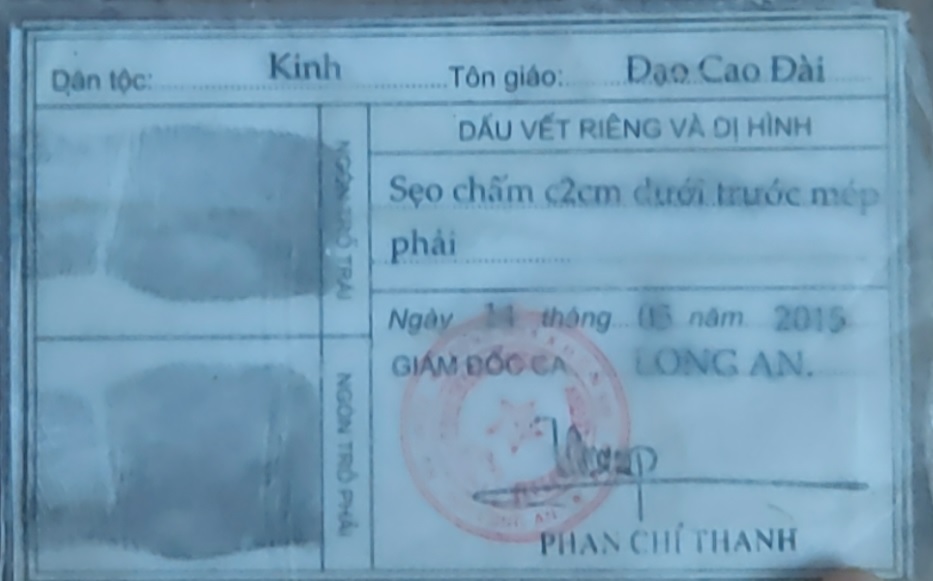 Dân tộc: Kinh Tôn giáo: Đạo Cao Đài
DẤU VẾT RIÊNG VÀ DỊ HÌNH
Sẹo chấm c2cm dưới trước mép
phải
NGÓN TRỎ TRÁI
Ngày tháng năm 2015
GIÁM ĐỐC CA LONG AN.
NGÓN TRỎ PHẢI
LONG AN
PHAN CHÍ THANH